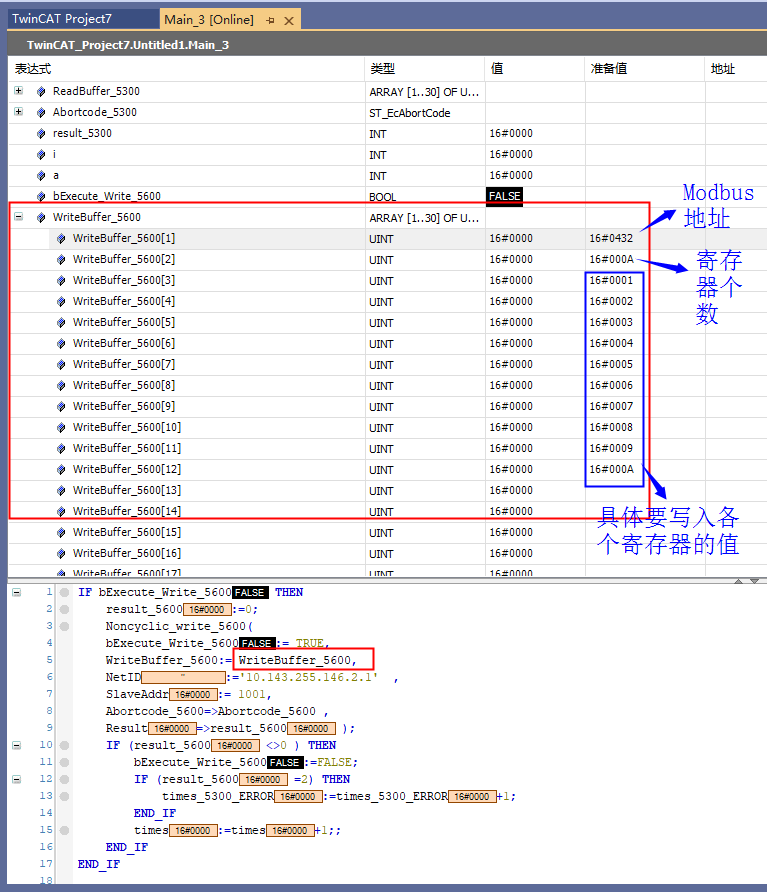 TwinCAT Project7 Main_3 [Online]
TwinCAT_Project7.Untitled1.Main_3
表达式 类型 值 准备值 地址
ReadBuffer_5300 ARRAY [1..30] OF U...
Abortcode_5300 ST_EcAbortCode
result_5300 INT 16#0000
i INT 16#0000
a INT 16#0000
bExecute_Write_5600 BOOL FALSE
WriteBuffer_5600 ARRAY [1..30] OF U...
WriteBuffer_5600[1] UINT 16#0000 16#0432
WriteBuffer_5600[2] UINT 16#0000 16#000A
WriteBuffer_5600[3] UINT 16#0000 16#0001
WriteBuffer_5600[4] UINT 16#0000 16#0002
WriteBuffer_5600[5] UINT 16#0000 16#0003
WriteBuffer_5600[6] UINT 16#0000 16#0004
WriteBuffer_5600[7] UINT 16#0000 16#0005
WriteBuffer_5600[8] UINT 16#0000 16#0006
WriteBuffer_5600[9] UINT 16#0000 16#0007
WriteBuffer_5600[10] UINT 16#0000 16#0008
WriteBuffer_5600[11] UINT 16#0000 16#0009
WriteBuffer_5600[12] UINT 16#0000 16#000A
WriteBuffer_5600[13] UINT 16#0000
WriteBuffer_5600[14] UINT 16#0000
WriteBuffer_5600[15] UINT 16#0000
WriteBuffer_5600[16] UINT 16#0000
WriteBuffer_5600[17] UINT 16#0000
Modbus
地址
寄存
器个
数
具体要写入各
个寄存器的值
1 IF bExecute_Write_5600 FALSE THEN
2 result_5600 16#0000 :=0;
3 Noncyclic_write_5600(
4 bExecute_Write_5600 FALSE := TRUE,
5 WriteBuffer_5600:= WriteBuffer_5600,
6 NetID '' :='10.143.255.146.2.1' ,
7 SlaveAddr 16#0000 := 1001,
8 Abortcode_5600=>Abortcode_5600 ,
9 Result 16#0000 =>result_5600 16#0000 );
10 IF (result_5600 16#0000 <>0 ) THEN
11 bExecute_Write_5600 FALSE :=FALSE;
12 IF (result_5600 16#0000 =2) THEN
13 times_5300_ERROR 16#0000 :=times_5300_ERROR 16#0000 +1;
14 END_IF
15 times 16#0000 :=times 16#0000 +1;;
16 END_IF
17 END_IF
18